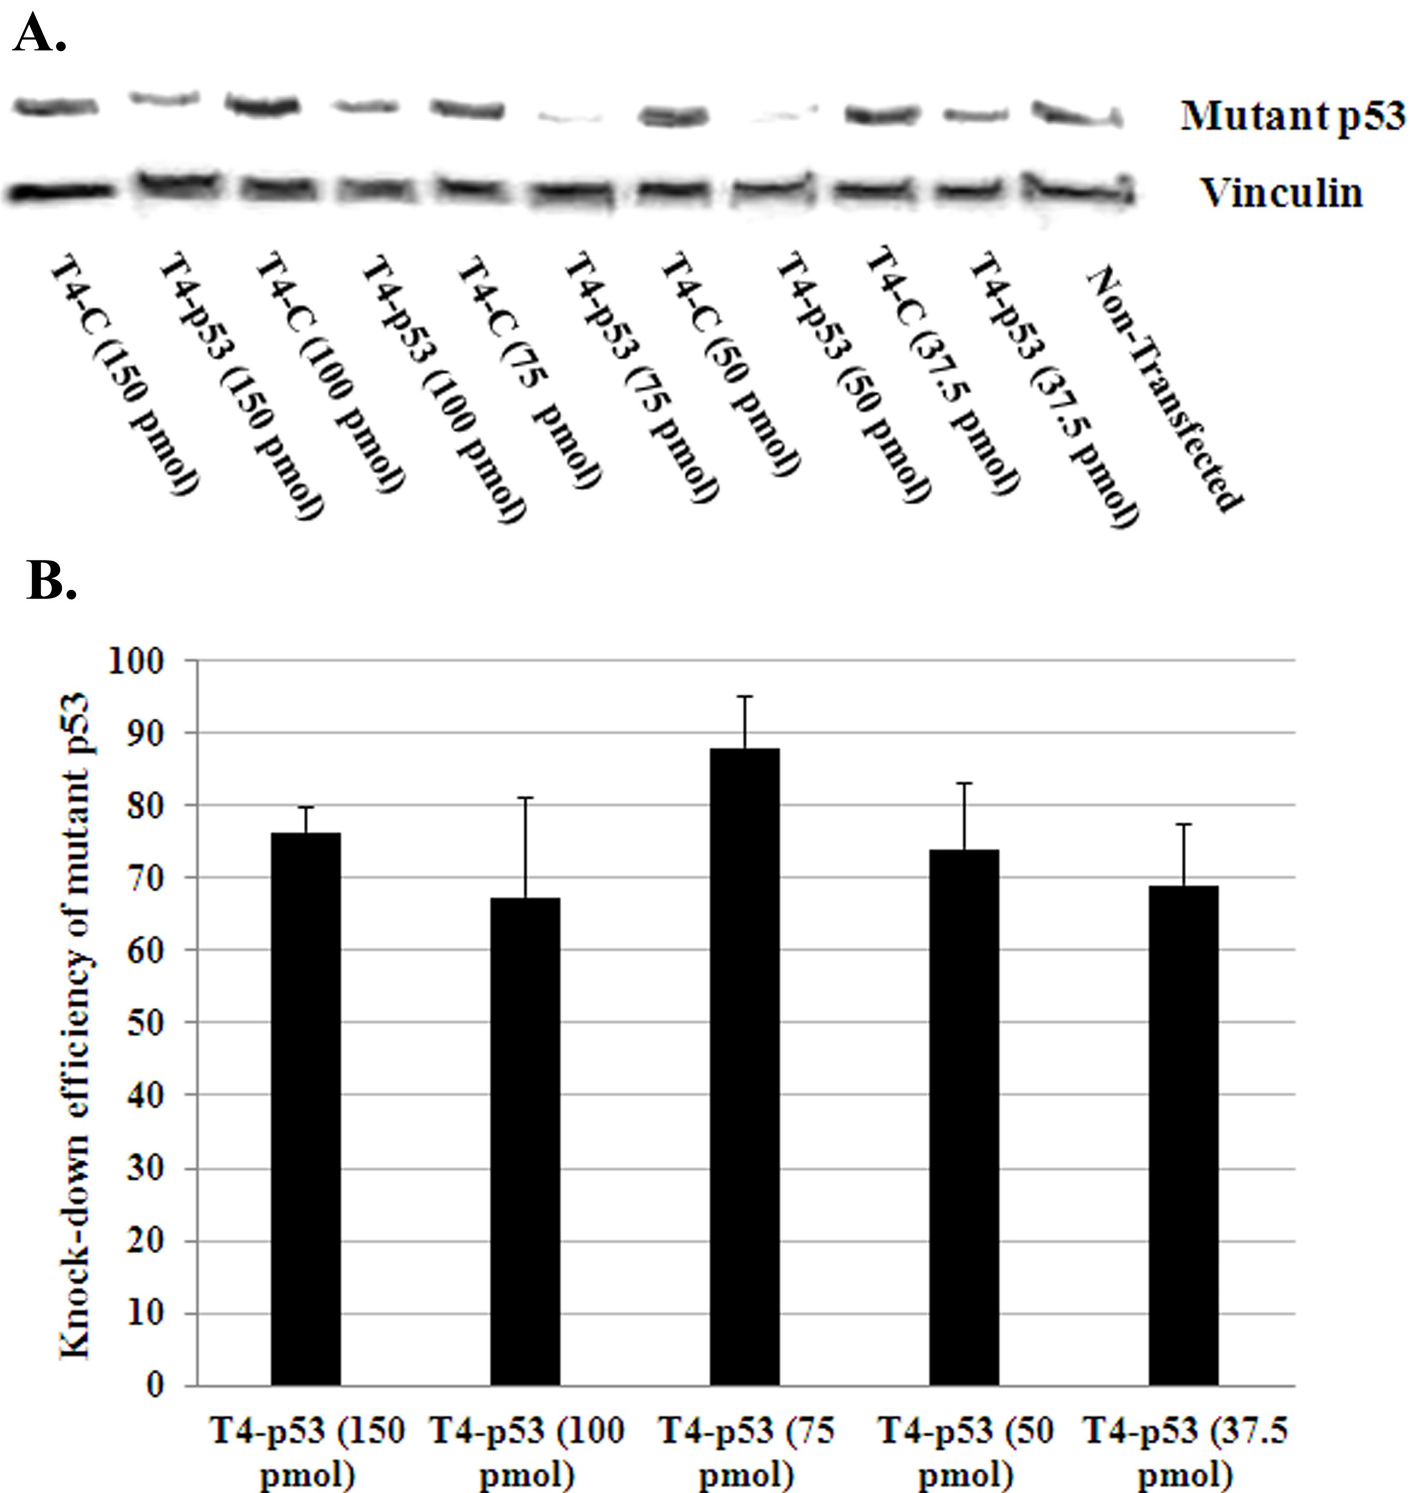 A.
Mutant p53
Vinculin
T4-C (150 pmol)
T4-p53 (150 pmol)
T4-C (100 pmol)
T4-p53 (100 pmol)
T4-C (75 pmol)
T4-p53 (75 pmol)
T4-C (50 pmol)
T4-p53 (50 pmol)
T4-C (37.5 pmol)
T4-p53 (37.5 pmol)
Non-Transfected
B.
Knock-down efficiency of mutant p53
100
90
80
70
60
50
40
30
20
10
0
T4-p53 (150
pmol)
T4-p53 (100
pmol)
T4-p53 (75
pmol)
T4-p53 (50
pmol)
T4-p53 (37.5
pmol)